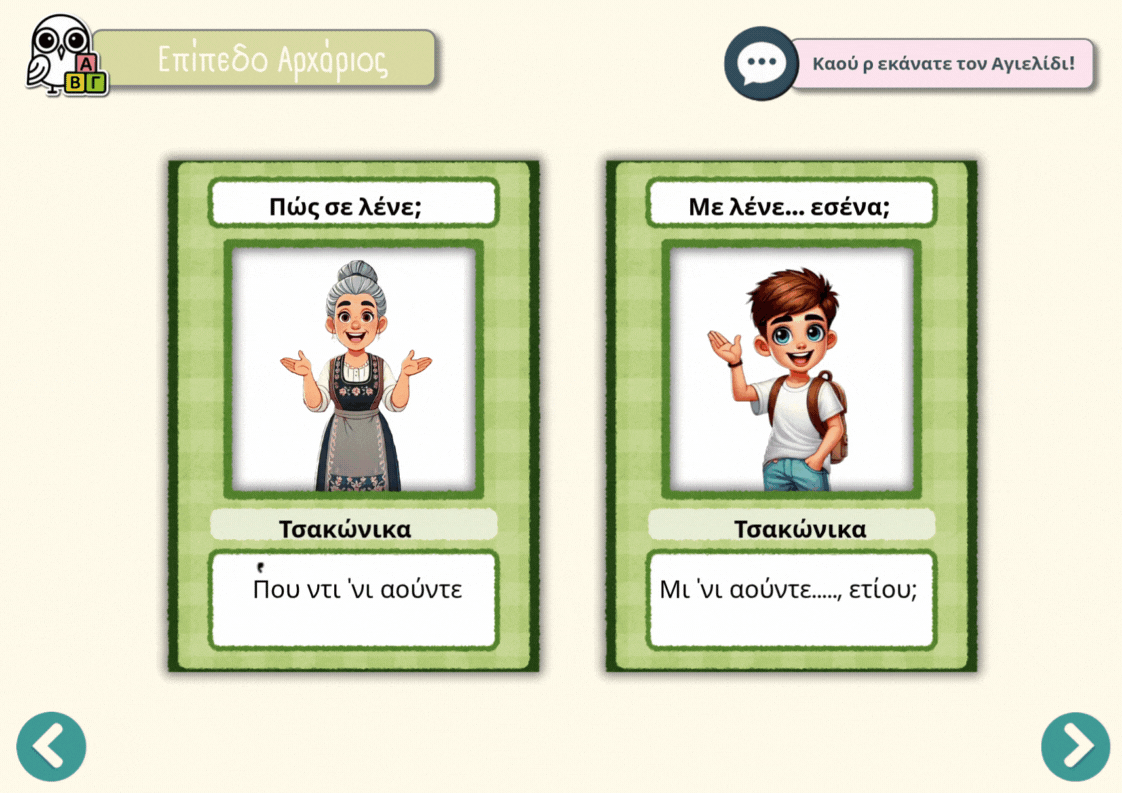 Επίπεδο Αρχάριος
Α
Β Γ
Καού ρ εκάνατε τον Αγιελίδι!
Πώς σε λένε;
Τσακώνικα
Που ντι 'νι αούντε
Με λένε... εσένα;
Τσακώνικα
Μι 'νι αούντε....., ετίου;